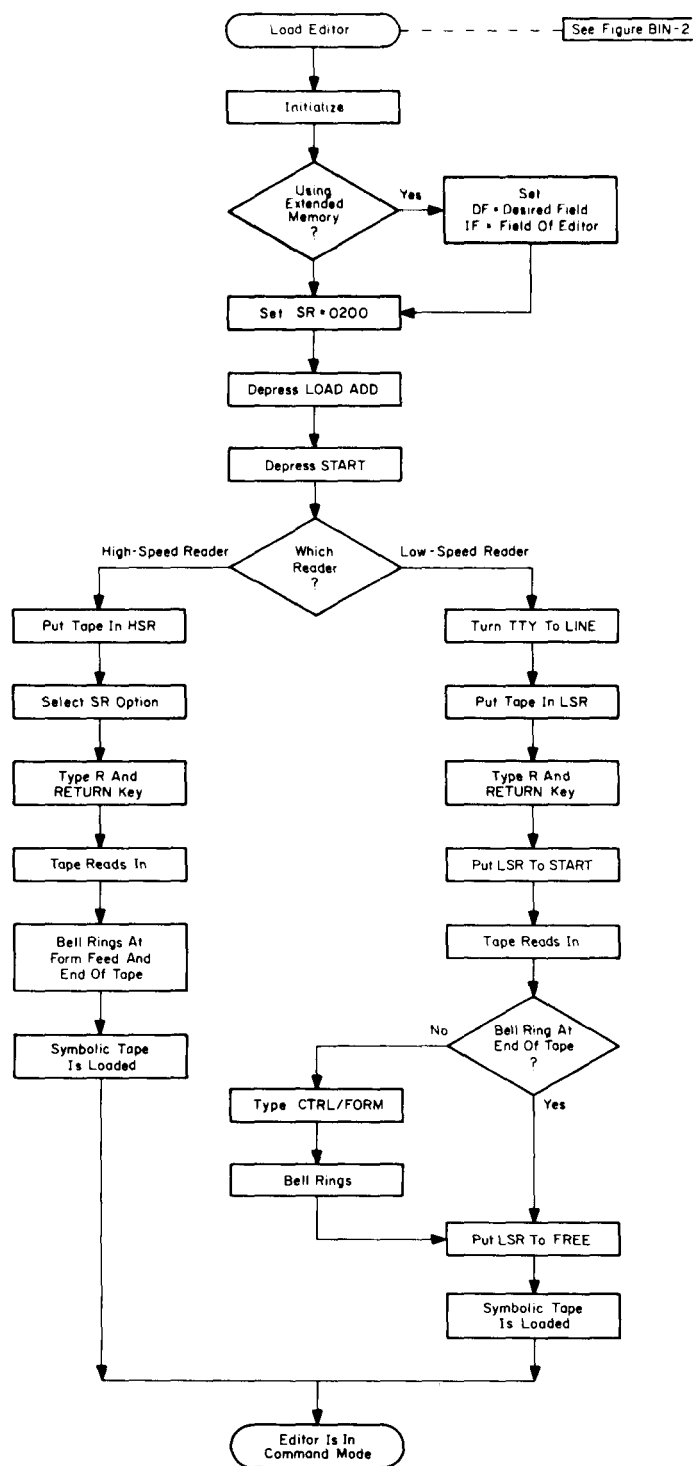 Load Editor
See Figure BIN-2
Initialize
Using
Extended
Memory
?
Yes
Set
DF = Desired Field
IF = Field Of Editor
Set SR = 0200
Depress LOAD ADD
Depress START
High-Speed Reader
Which
Reader
?
Low-Speed Reader
Put Tape In HSR
Select SR Option
Type R And
RETURN Key
Tape Reads In
Bell Rings At
Form Feed And
End Of Tape
Symbolic Tape
Is Loaded
Turn TTY To LINE
Put Tape In LSR
Type R And
RETURN Key
Put LSR To START
Tape Reads In
Bell Ring At
End Of Tape
?
No
Yes
Type CTRL/FORM
Bell Rings
Put LSR To FREE
Symbolic Tape
Is Loaded
Editor Is In
Command Mode